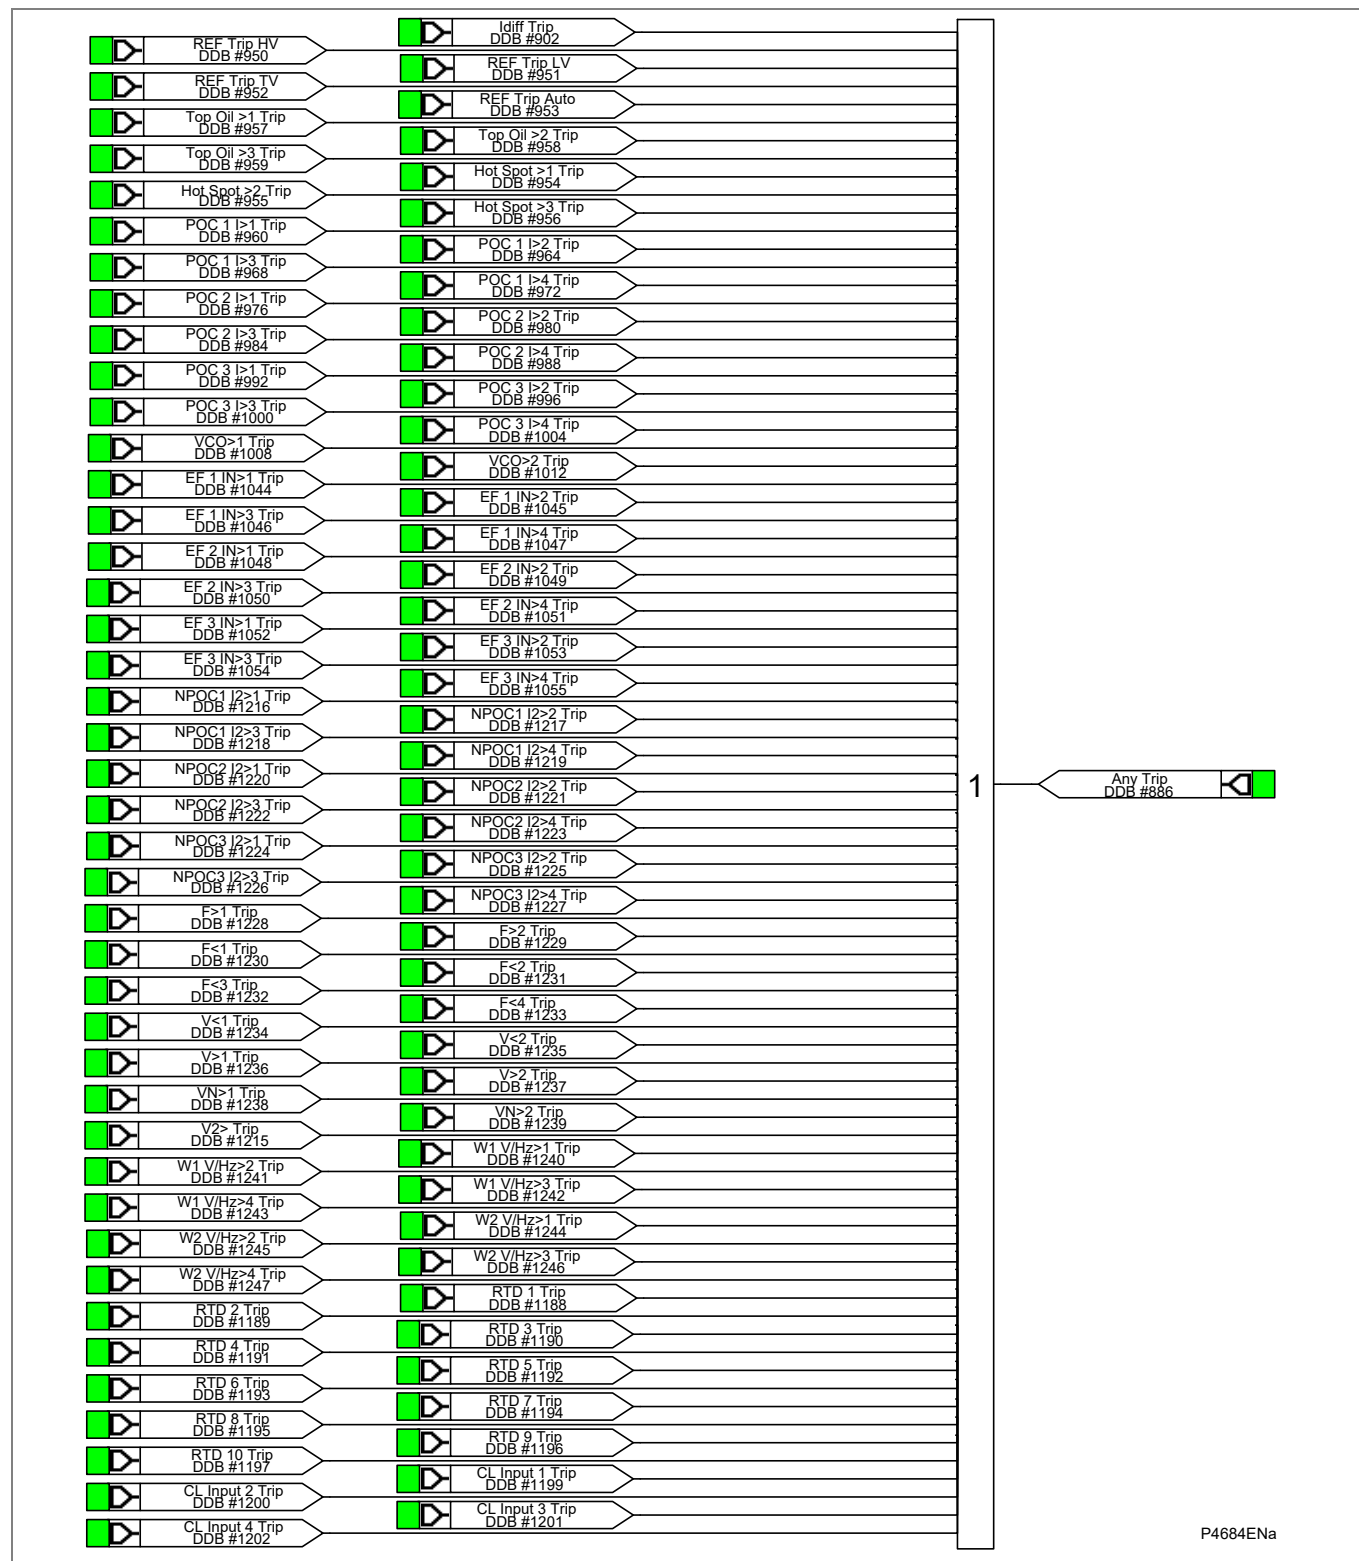 Idiff Trip
DDB #902
REF Trip HV
DDB #950
REF Trip LV
DDB #951
REF Trip TV
DDB #952
REF Trip Auto
DDB #953
Top Oil >1 Trip
DDB #957
Top Oil >2 Trip
DDB #958
Top Oil >3 Trip
DDB #959
Hot Spot >1 Trip
DDB #954
Hot Spot >2 Trip
DDB #955
Hot Spot >3 Trip
DDB #956
POC 1 I>1 Trip
DDB #960
POC 1 I>2 Trip
DDB #964
POC 1 I>3 Trip
DDB #968
POC 1 I>4 Trip
DDB #972
POC 2 I>1 Trip
DDB #976
POC 2 I>2 Trip
DDB #980
POC 2 I>3 Trip
DDB #984
POC 2 I>4 Trip
DDB #988
POC 3 I>1 Trip
DDB #992
POC 3 I>2 Trip
DDB #996
POC 3 I>3 Trip
DDB #1000
POC 3 I>4 Trip
DDB #1004
VCO>1 Trip
DDB #1008
VCO>2 Trip
DDB #1012
EF 1 IN>1 Trip
DDB #1044
EF 1 IN>2 Trip
DDB #1045
EF 1 IN>3 Trip
DDB #1046
EF 1 IN>4 Trip
DDB #1047
EF 2 IN>1 Trip
DDB #1048
EF 2 IN>2 Trip
DDB #1049
EF 2 IN>3 Trip
DDB #1050
EF 2 IN>4 Trip
DDB #1051
EF 3 IN>1 Trip
DDB #1052
EF 3 IN>2 Trip
DDB #1053
EF 3 IN>3 Trip
DDB #1054
EF 3 IN>4 Trip
DDB #1055
NPOC1 I2>1 Trip
DDB #1216
NPOC1 I2>2 Trip
DDB #1217
NPOC1 I2>3 Trip
DDB #1218
NPOC1 I2>4 Trip
DDB #1219
NPOC2 I2>1 Trip
DDB #1220
1
Any Trip
DDB #886
NPOC2 I2>2 Trip
DDB #1221
NPOC2 I2>3 Trip
DDB #1222
NPOC2 I2>4 Trip
DDB #1223
NPOC3 I2>1 Trip
DDB #1224
NPOC3 I2>2 Trip
DDB #1225
NPOC3 I2>3 Trip
DDB #1226
NPOC3 I2>4 Trip
DDB #1227
F>1 Trip
DDB #1228
F>2 Trip
DDB #1229
F<1 Trip
DDB #1230
F<2 Trip
DDB #1231
F<3 Trip
DDB #1232
F<4 Trip
DDB #1233
V<1 Trip
DDB #1234
V<2 Trip
DDB #1235
V>1 Trip
DDB #1236
V>2 Trip
DDB #1237
VN>1 Trip
DDB #1238
VN>2 Trip
DDB #1239
V2> Trip
DDB #1215
W1 V/Hz>1 Trip
DDB #1240
W1 V/Hz>2 Trip
DDB #1241
W1 V/Hz>3 Trip
DDB #1242
W1 V/Hz>4 Trip
DDB #1243
W2 V/Hz>1 Trip
DDB #1244
W2 V/Hz>2 Trip
DDB #1245
W2 V/Hz>3 Trip
DDB #1246
W2 V/Hz>4 Trip
DDB #1247
RTD 1 Trip
DDB #1188
RTD 2 Trip
DDB #1189
RTD 3 Trip
DDB #1190
RTD 4 Trip
DDB #1191
RTD 5 Trip
DDB #1192
RTD 6 Trip
DDB #1193
RTD 7 Trip
DDB #1194
RTD 8 Trip
DDB #1195
RTD 9 Trip
DDB #1196
RTD 10 Trip
DDB #1197
CL Input 1 Trip
DDB #1199
CL Input 2 Trip
DDB #1200
CL Input 3 Trip
DDB #1201
CL Input 4 Trip
DDB #1202
P4684ENa